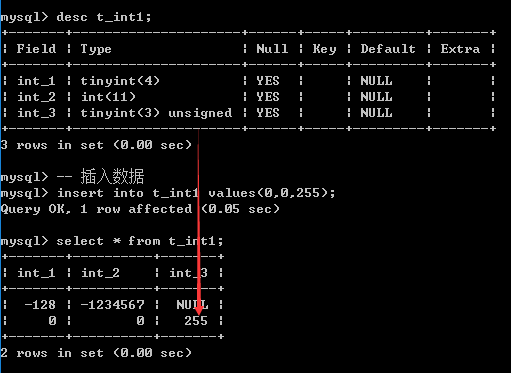 mysql> desc t_int1;
+-------+---------------------+------+-----+---------+-------+
| Field | Type                | Null | Key | Default | Extra |
+-------+---------------------+------+-----+---------+-------+
| int_1 | tinyint(4)          | YES  |     | NULL    |       |
| int_2 | int(11)             | YES  |     | NULL    |       |
| int_3 | tinyint(3) unsigned | YES  |     | NULL    |       |
+-------+---------------------+------+-----+---------+-------+
3 rows in set (0.00 sec)
mysql> -- 插入数据
mysql> insert into t_int1 values(0,0,255);
Query OK, 1 row affected (0.05 sec)
mysql> select * from t_int1;
+-------+----------+-------+
| int_1 | int_2    | int_3 |
+-------+----------+-------+
|  -128 | -1234567 |  NULL |
|     0 |        0 |   255 |
+-------+----------+-------+
2 rows in set (0.00 sec)